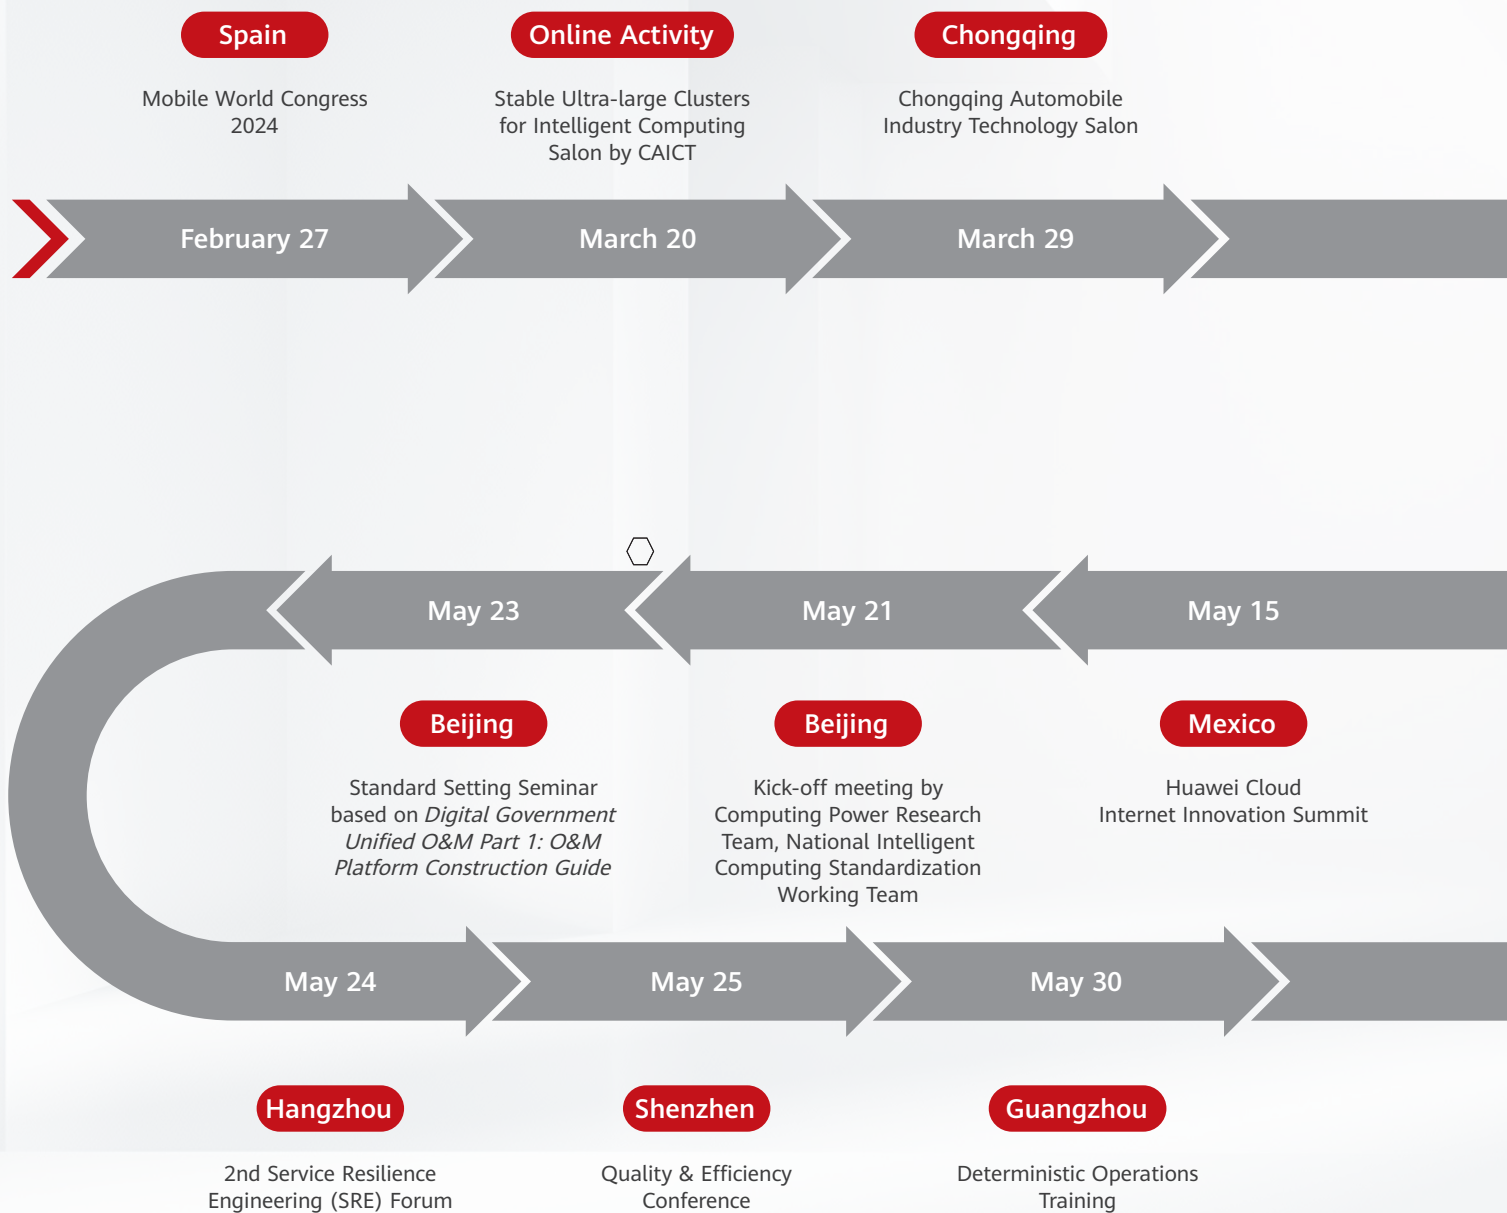 Spain
Mobile World Congress
2024
Online Activity
Stable Ultra-large Clusters
for Intelligent Computing
Salon by CAICT
Chongqing
Chongqing Automobile
Industry Technology Salon
February 27
March 20
March 29
May 23
May 21
May 15
Beijing
Standard Setting Seminar
based on Digital Government
Unified O&M Part 1: O&M
Platform Construction Guide
Beijing
Kick-off meeting by
Computing Power Research
Team, National Intelligent
Computing Standardization
Working Team
Mexico
Huawei Cloud
Internet Innovation Summit
May 24
May 25
May 30
Hangzhou
2nd Service Resilience
Engineering (SRE) Forum
Shenzhen
Quality & Efficiency
Conference
Guangzhou
Deterministic Operations
Training